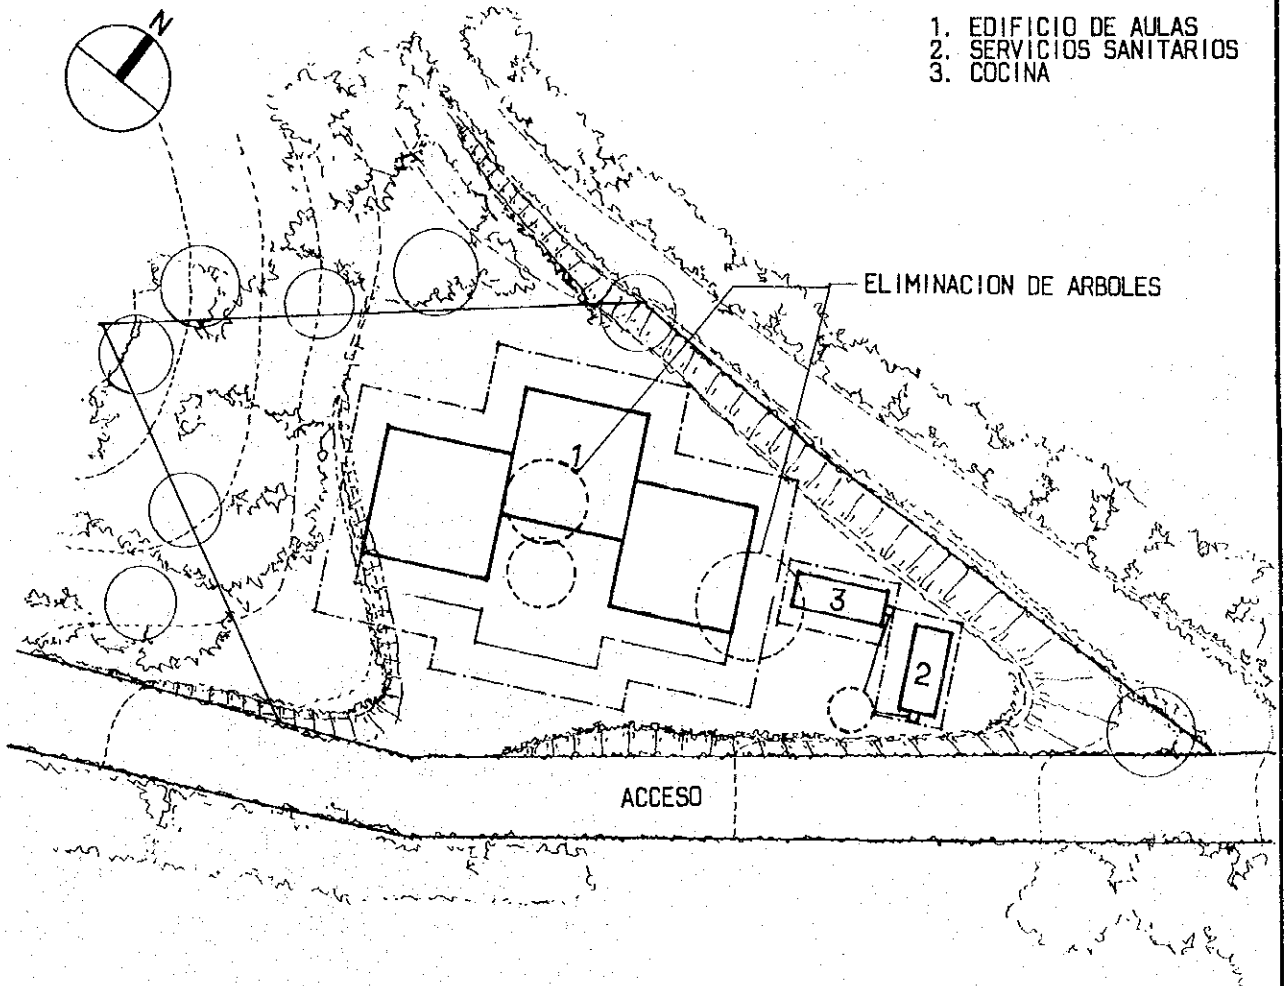 N
1. EDIFICIO DE AULAS
2. SERVICIOS SANITARIOS
3. COCINA
ELIMINACION DE ARBOLES
1
3
2
ACCESO